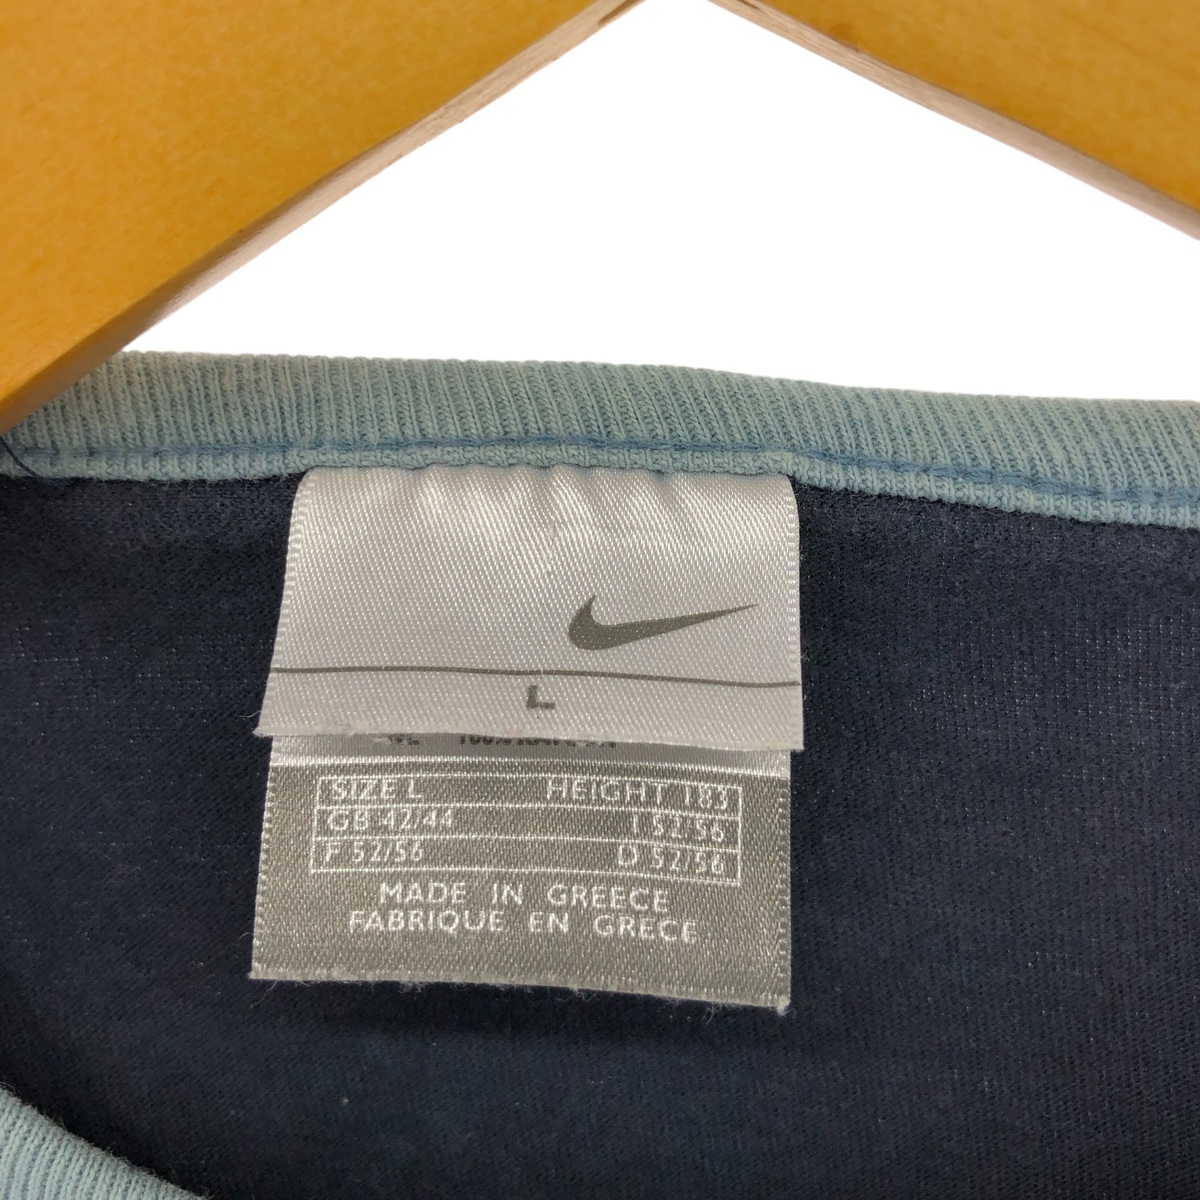 L
SIZE L HEIGHT 183
GB 42/44 I 52/56
F 52/56 D 52/56
MADE IN GREECE
FABRIQUE EN GRECE